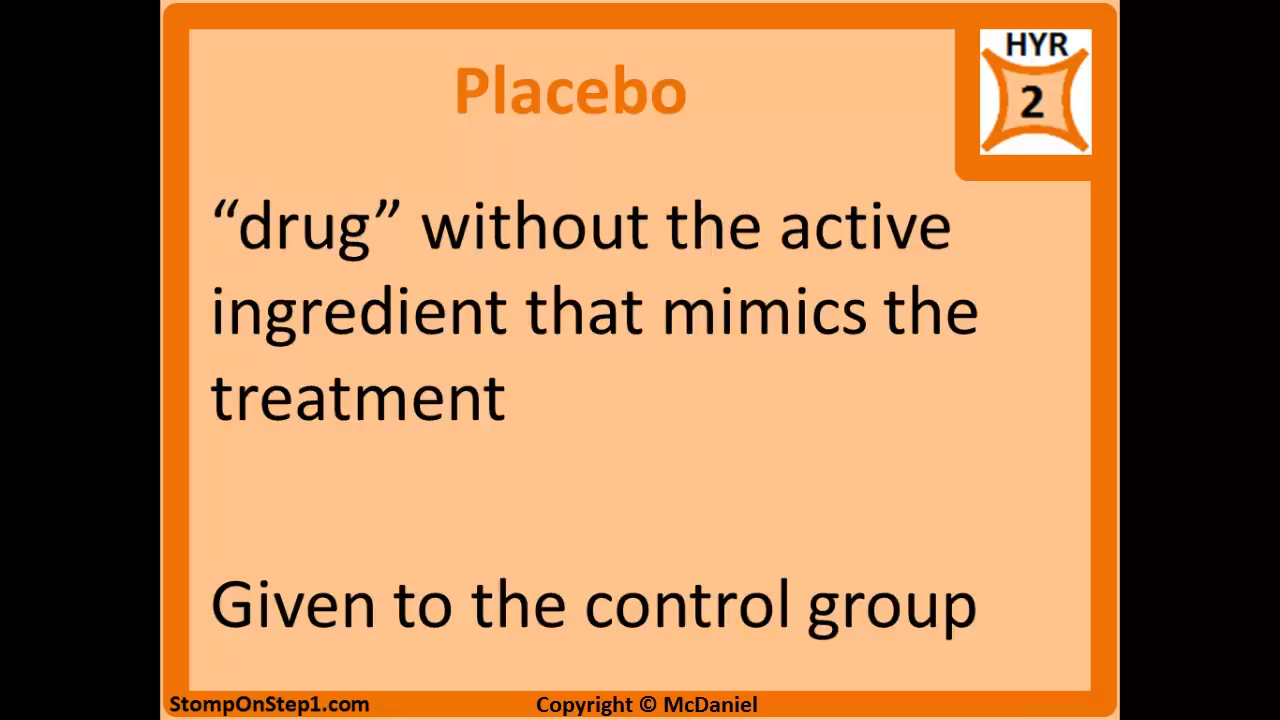 HYR
2
Placebo
“drug” without the active
ingredient that mimics the
treatment
Given to the control group
StompOnStep1.com
Copyright © McDaniel